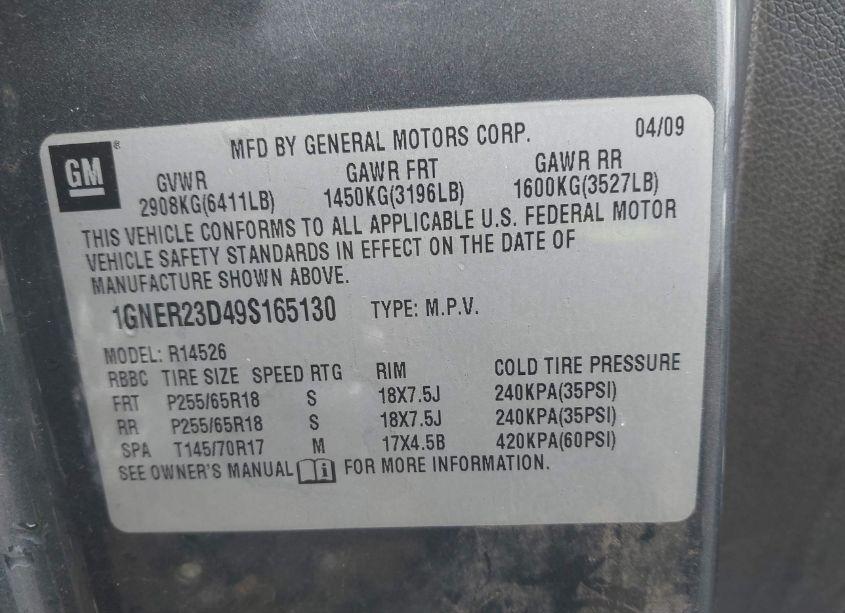 GM ® MFD BY GENERAL MOTORS CORP. 04/09
GVWR GAWR FRT GAWR RR
2908KG(6411LB) 1450KG(3196LB) 1600KG(3527LB)
THIS VEHICLE CONFORMS TO ALL APPLICABLE U.S. FEDERAL MOTOR
VEHICLE SAFETY STANDARDS IN EFFECT ON THE DATE OF
MANUFACTURE SHOWN ABOVE.
1GNER23D49S165130 TYPE: M.P.V.
MODEL: R14526
RBBC TIRE SIZE SPEED RTG RIM COLD TIRE PRESSURE
FRT P255/65R18 S 18X7.5J 240KPA(35PSI)
RR P255/65R18 S 18X7.5J 240KPA(35PSI)
SPA T145/70R17 M 17X4.5B 420KPA(60PSI)
SEE OWNER'S MANUAL i FOR MORE INFORMATION.